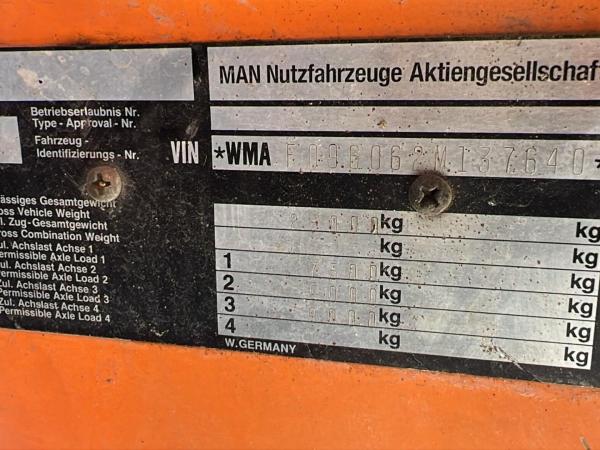 MAN Nutzfahrzeuge Aktiengesellschaf
Betriebserlaubnis Nr.
Type - Approval - Nr.
Fahrzeug -
Identifizierungs - Nr.
VIN *WMA F09G062M137640*
lässiges Gesamtgewicht
oss Vehicle Weight
l. Zug-Gesamtgewicht
ross Combination Weight
ul. Achslast Achse 1
Permissible Axle Load 1
Zul. Achslast Achse 2
Permissible Axle Load 2
Zul. Achslast Achse 3
Permissible Axle Load 3
Zul. Achslast Achse 4
Permissible Axle Load 4
kg kg
kg kg
1 kg kg
2 kg kg
3 kg kg
4 kg kg
W. GERMANY